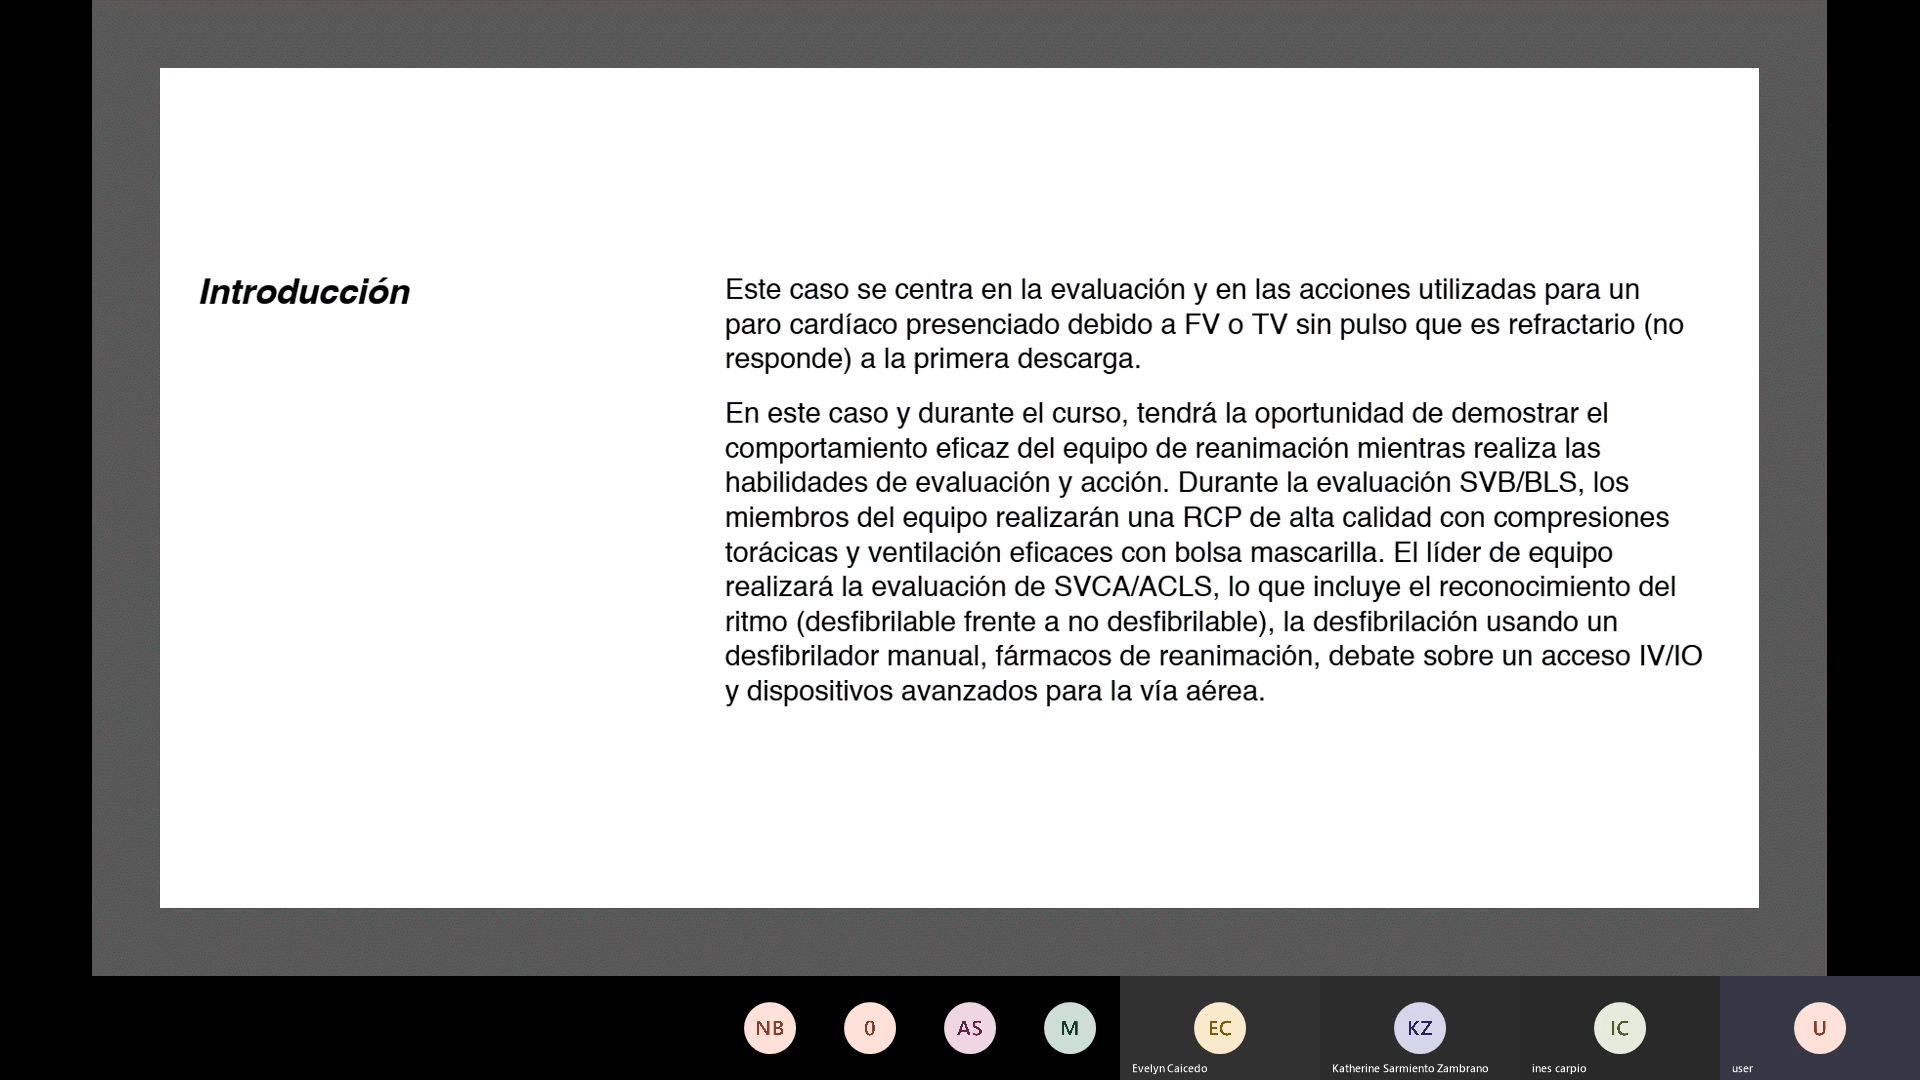 Introducción
Este caso se centra en la evaluación y en las acciones utilizadas para un
paro cardíaco presenciado debido a FV o TV sin pulso que es refractario (no
responde) a la primera descarga.
En este caso y durante el curso, tendrá la oportunidad de demostrar el
comportamiento eficaz del equipo de reanimación mientras realiza las
habilidades de evaluación y acción. Durante la evaluación SVB/BLS, los
miembros del equipo realizarán una RCP de alta calidad con compresiones
torácicas y ventilación eficaces con bolsa mascarilla. El líder de equipo
realizará la evaluación de SVCA/ACLS, lo que incluye el reconocimiento del
ritmo (desfibrilable frente a no desfibrilable), la desfibrilación usando un
desfibrilador manual, fármacos de reanimación, debate sobre un acceso IV/IO
y dispositivos avanzados para la vía aérea.
NB 0 AS M EC KZ IC U
Evelyn Caicedo Katherine Sarmiento Zambrano ines carpio user